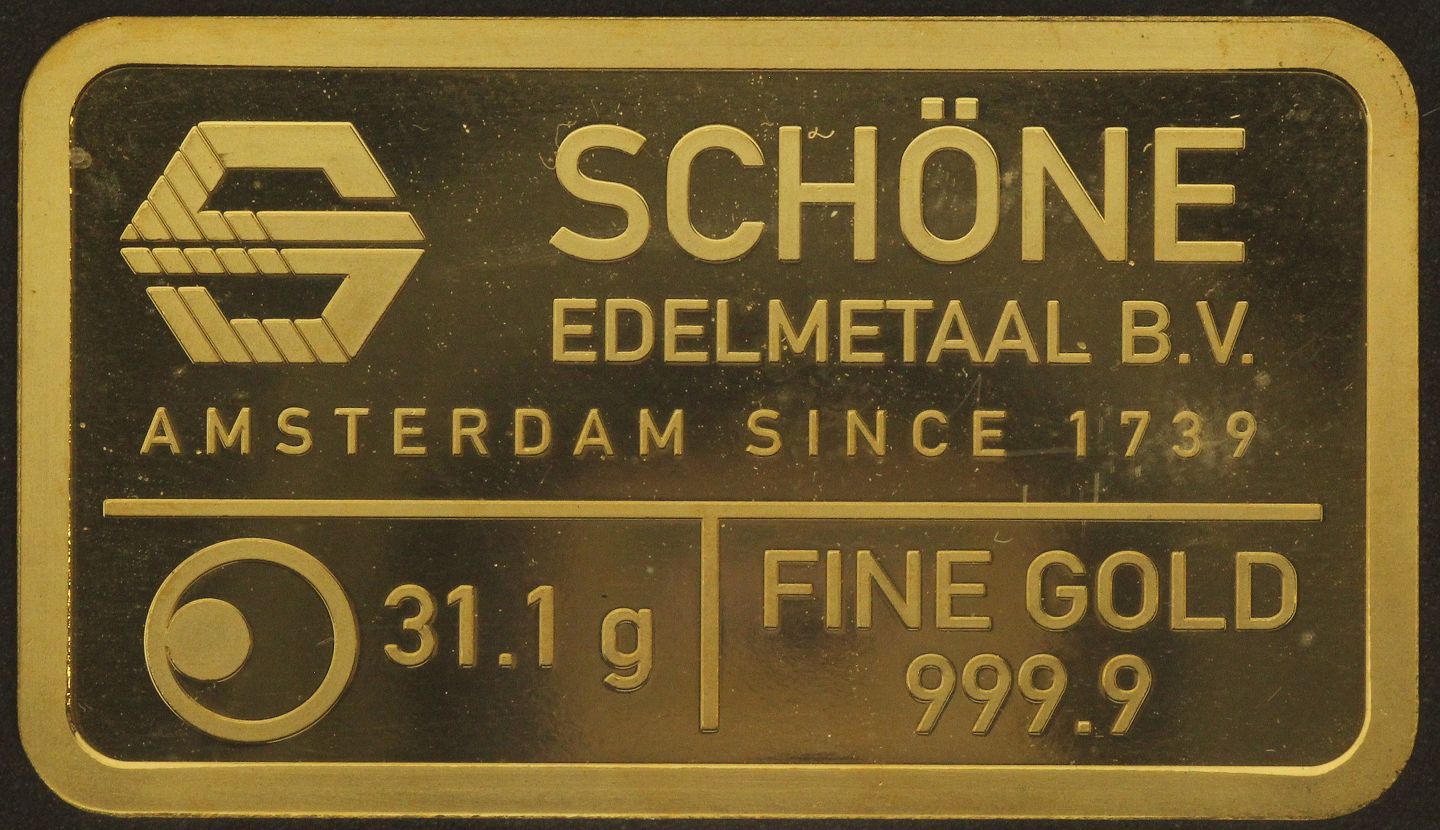 SCHÖNE
EDELMETAAL B.V.
AMSTERDAM SINCE 1739
31.1 g
FINE GOLD
999.9